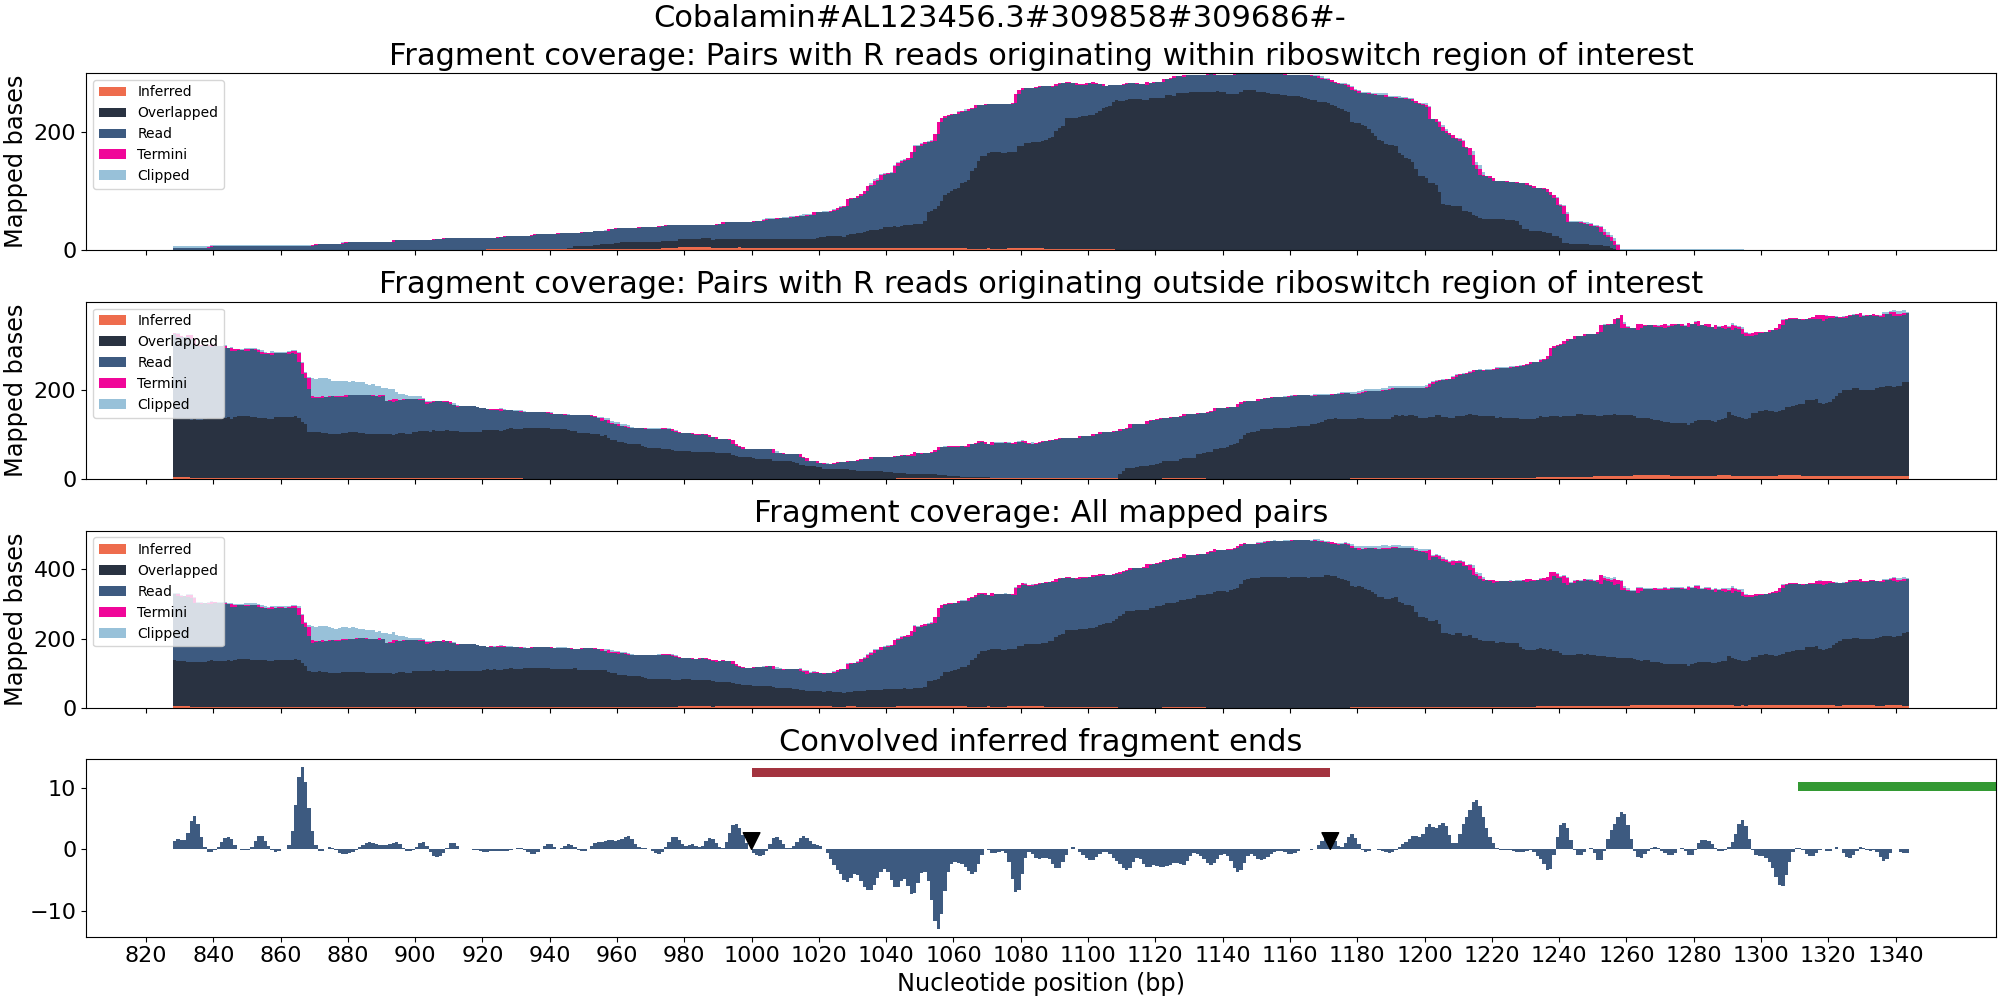 Cobalamin#AL123456.3#309858#309686#-
Fragment coverage: Pairs with R reads originating within riboswitch region of interest
Mapped bases
200
0
Inferred
Overlapped
Read
Termini
Clipped
Fragment coverage: Pairs with R reads originating outside riboswitch region of interest
Mapped bases
200
0
Inferred
Overlapped
Read
Termini
Clipped
Fragment coverage: All mapped pairs
Mapped bases
400
200
0
Inferred
Overlapped
Read
Termini
Clipped
Convolved inferred fragment ends
10
0
−10
820 840 860 880 900 920 940 960 980 1000 1020 1040 1060 1080 1100 1120 1140 1160 1180 1200 1220 1240 1260 1280 1300 1320 1340
Nucleotide position (bp)